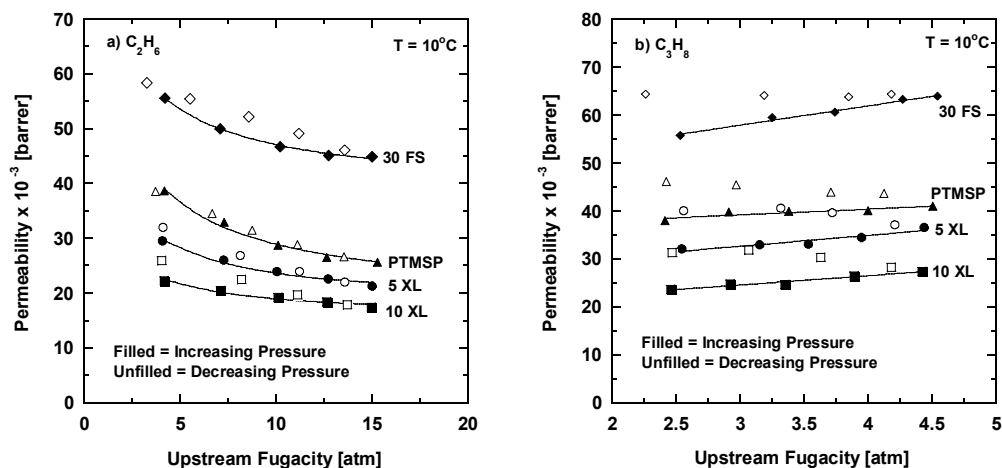 a) C₂H₆
T = 10°C
Permeability x 10⁻³ [barrer]
70
60
50
40
30
20
10
0
30 FS
PTMSP
5 XL
10 XL
Filled = Increasing Pressure
Unfilled = Decreasing Pressure
0 5 10 15 20
Upstream Fugacity [atm]
b) C₃H₈
T = 10°C
Permeability x 10⁻³ [barrer]
80
70
60
50
40
30
20
10
0
30 FS
PTMSP
5 XL
10 XL
Filled = Increasing Pressure
Unfilled = Decreasing Pressure
2 2.5 3 3.5 4 4.5 5
Upstream Fugacity [atm]